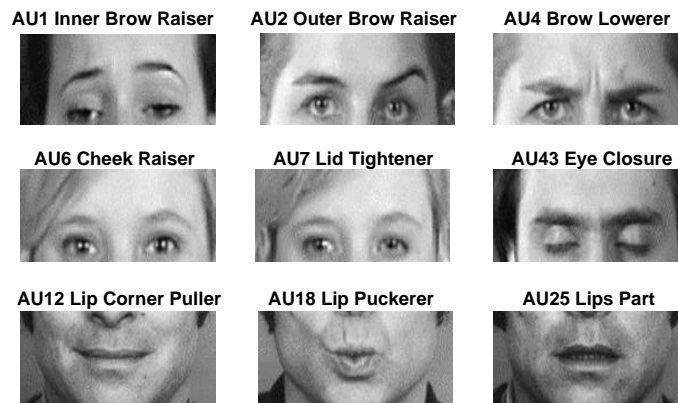 AU1 Inner Brow Raiser
AU2 Outer Brow Raiser
AU4 Brow Lowerer
AU6 Cheek Raiser
AU7 Lid Tightener
AU43 Eye Closure
AU12 Lip Corner Puller
AU18 Lip Puckerer
AU25 Lips Part